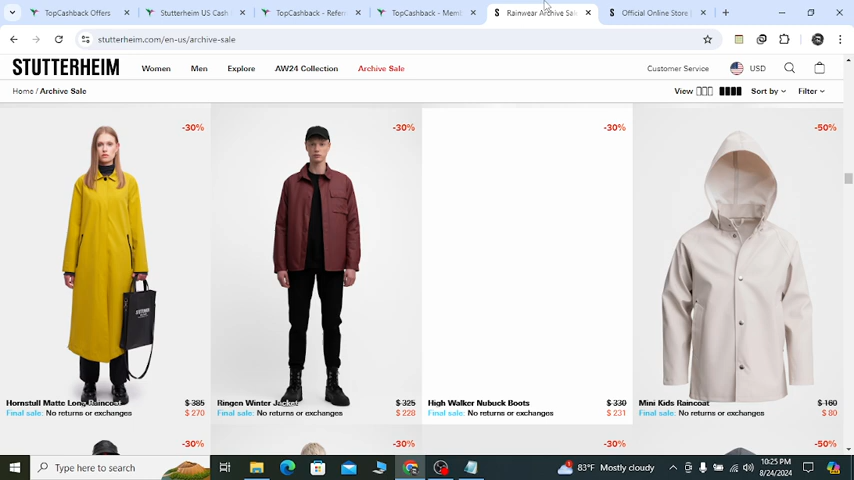 TopCashback Offers
Stutterheim US Cash
TopCashback - Refer
TopCashback - Mem
Rainwear Archive Sal
Official Online Store |
stutterheim.com/en-us/archive-sale
STUTTERHEIM
Women
Men
Explore
AW24 Collection
Archive Sale
Customer Service
USD
Home / Archive Sale
View
Sort by
Filter
-30%
-30%
-30%
-50%
Hornstull Matte Long Raincoat
$ 385
Final sale: No returns or exchanges
$ 270
Ringen Winter Jacket
$ 325
Final sale: No returns or exchanges
$ 228
High Walker Nubuck Boots
$ 330
Final sale: No returns or exchanges
$ 231
Mini Kids Raincoat
$ 160
Final sale: No returns or exchanges
$ 80
-30%
-30%
-30%
-50%
Type here to search
83°F Mostly cloudy
10:25 PM
8/24/2024